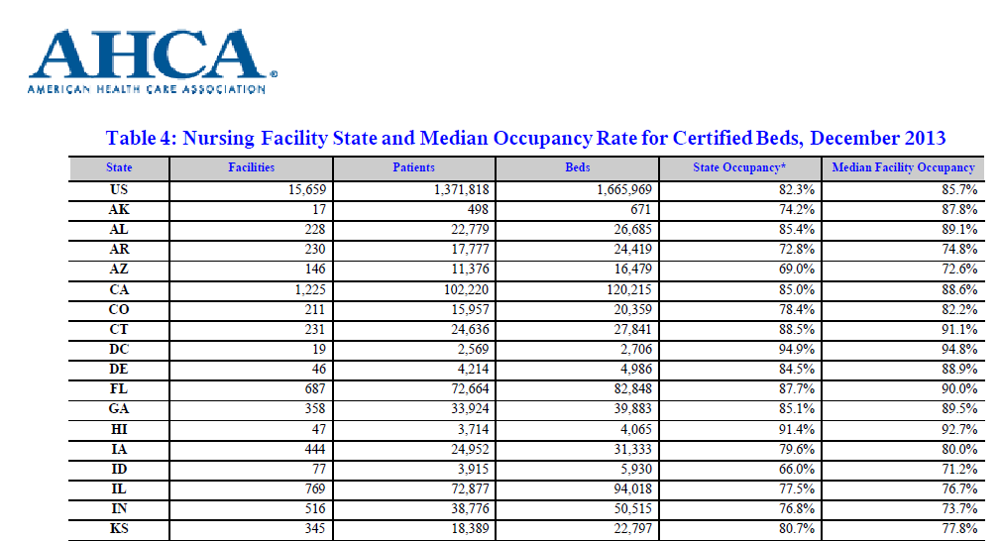 AHCA®
AMERICAN HEALTH CARE ASSOCIATION
Table 4: Nursing Facility State and Median Occupancy Rate for Certified Beds, December 2013
State Facilities Patients Beds State Occupancy* Median Facility Occupancy
US 15,659 1,371,818 1,665,969 82.3% 85.7%
AK 17 498 671 74.2% 87.8%
AL 228 22,779 26,685 85.4% 89.1%
AR 230 17,777 24,419 72.8% 74.8%
AZ 146 11,376 16,479 69.0% 72.6%
CA 1,225 102,220 120,215 85.0% 88.6%
CO 211 15,957 20,359 78.4% 82.2%
CT 231 24,636 27,841 88.5% 91.1%
DC 19 2,569 2,706 94.9% 94.8%
DE 46 4,214 4,986 84.5% 88.9%
FL 687 72,664 82,848 87.7% 90.0%
GA 358 33,924 39,883 85.1% 89.5%
HI 47 3,714 4,065 91.4% 92.7%
IA 444 24,952 31,333 79.6% 80.0%
ID 77 3,915 5,930 66.0% 71.2%
IL 769 72,877 94,018 77.5% 76.7%
IN 516 38,776 50,515 76.8% 73.7%
KS 345 18,389 22,797 80.7% 77.8%